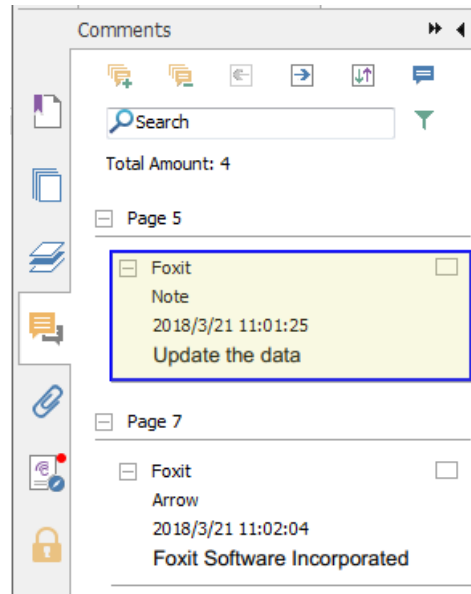 Comments
Search
Total Amount: 4
Page 5
Foxit
Note
2018/3/21 11:01:25
Update the data
Page 7
Foxit
Arrow
2018/3/21 11:02:04
Foxit Software Incorporated